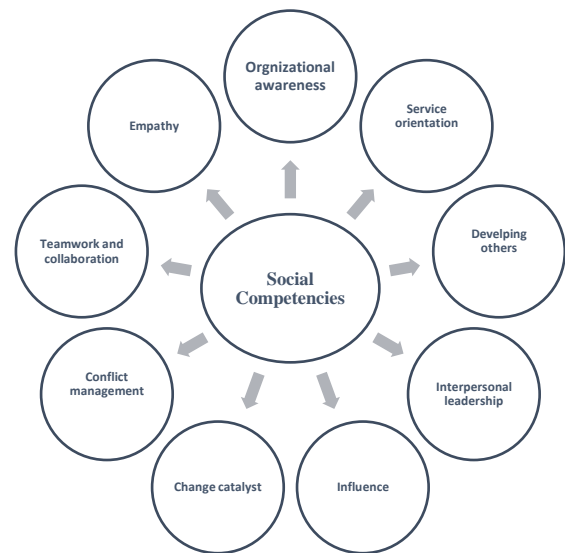 Orgnizational
awareness
Service
orientation
Develping
others
Interpersonal
leadership
Influence
Change catalyst
Conflict
management
Teamwork and
collaboration
Empathy
Social
Competencies